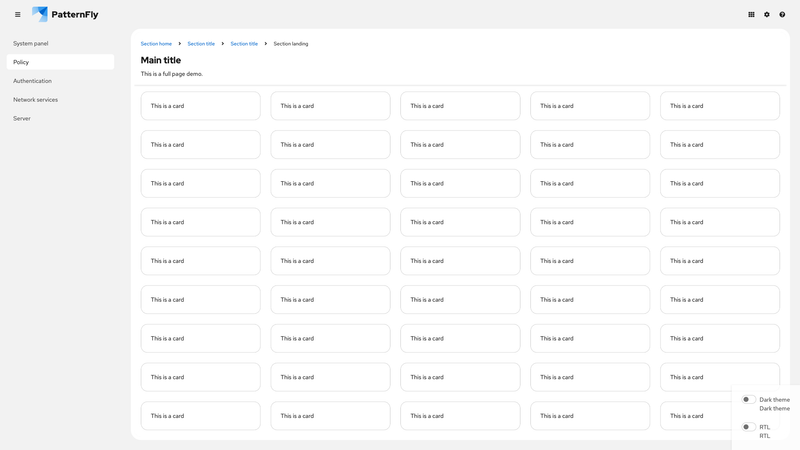 PatternFly
System panel
Policy
Authentication
Network services
Server
Section home > Section title > Section title > Section landing
Main title
This is a full page demo.
This is a card This is a card This is a card This is a card This is a card
This is a card This is a card This is a card This is a card This is a card
This is a card This is a card This is a card This is a card This is a card
This is a card This is a card This is a card This is a card This is a card
This is a card This is a card This is a card This is a card This is a card
This is a card This is a card This is a card This is a card This is a card
This is a card This is a card This is a card This is a card This is a card
This is a card This is a card This is a card This is a card This is a card
This is a card This is a card This is a card This is a card This is a card
Dark theme
Dark theme
RTL
RTL